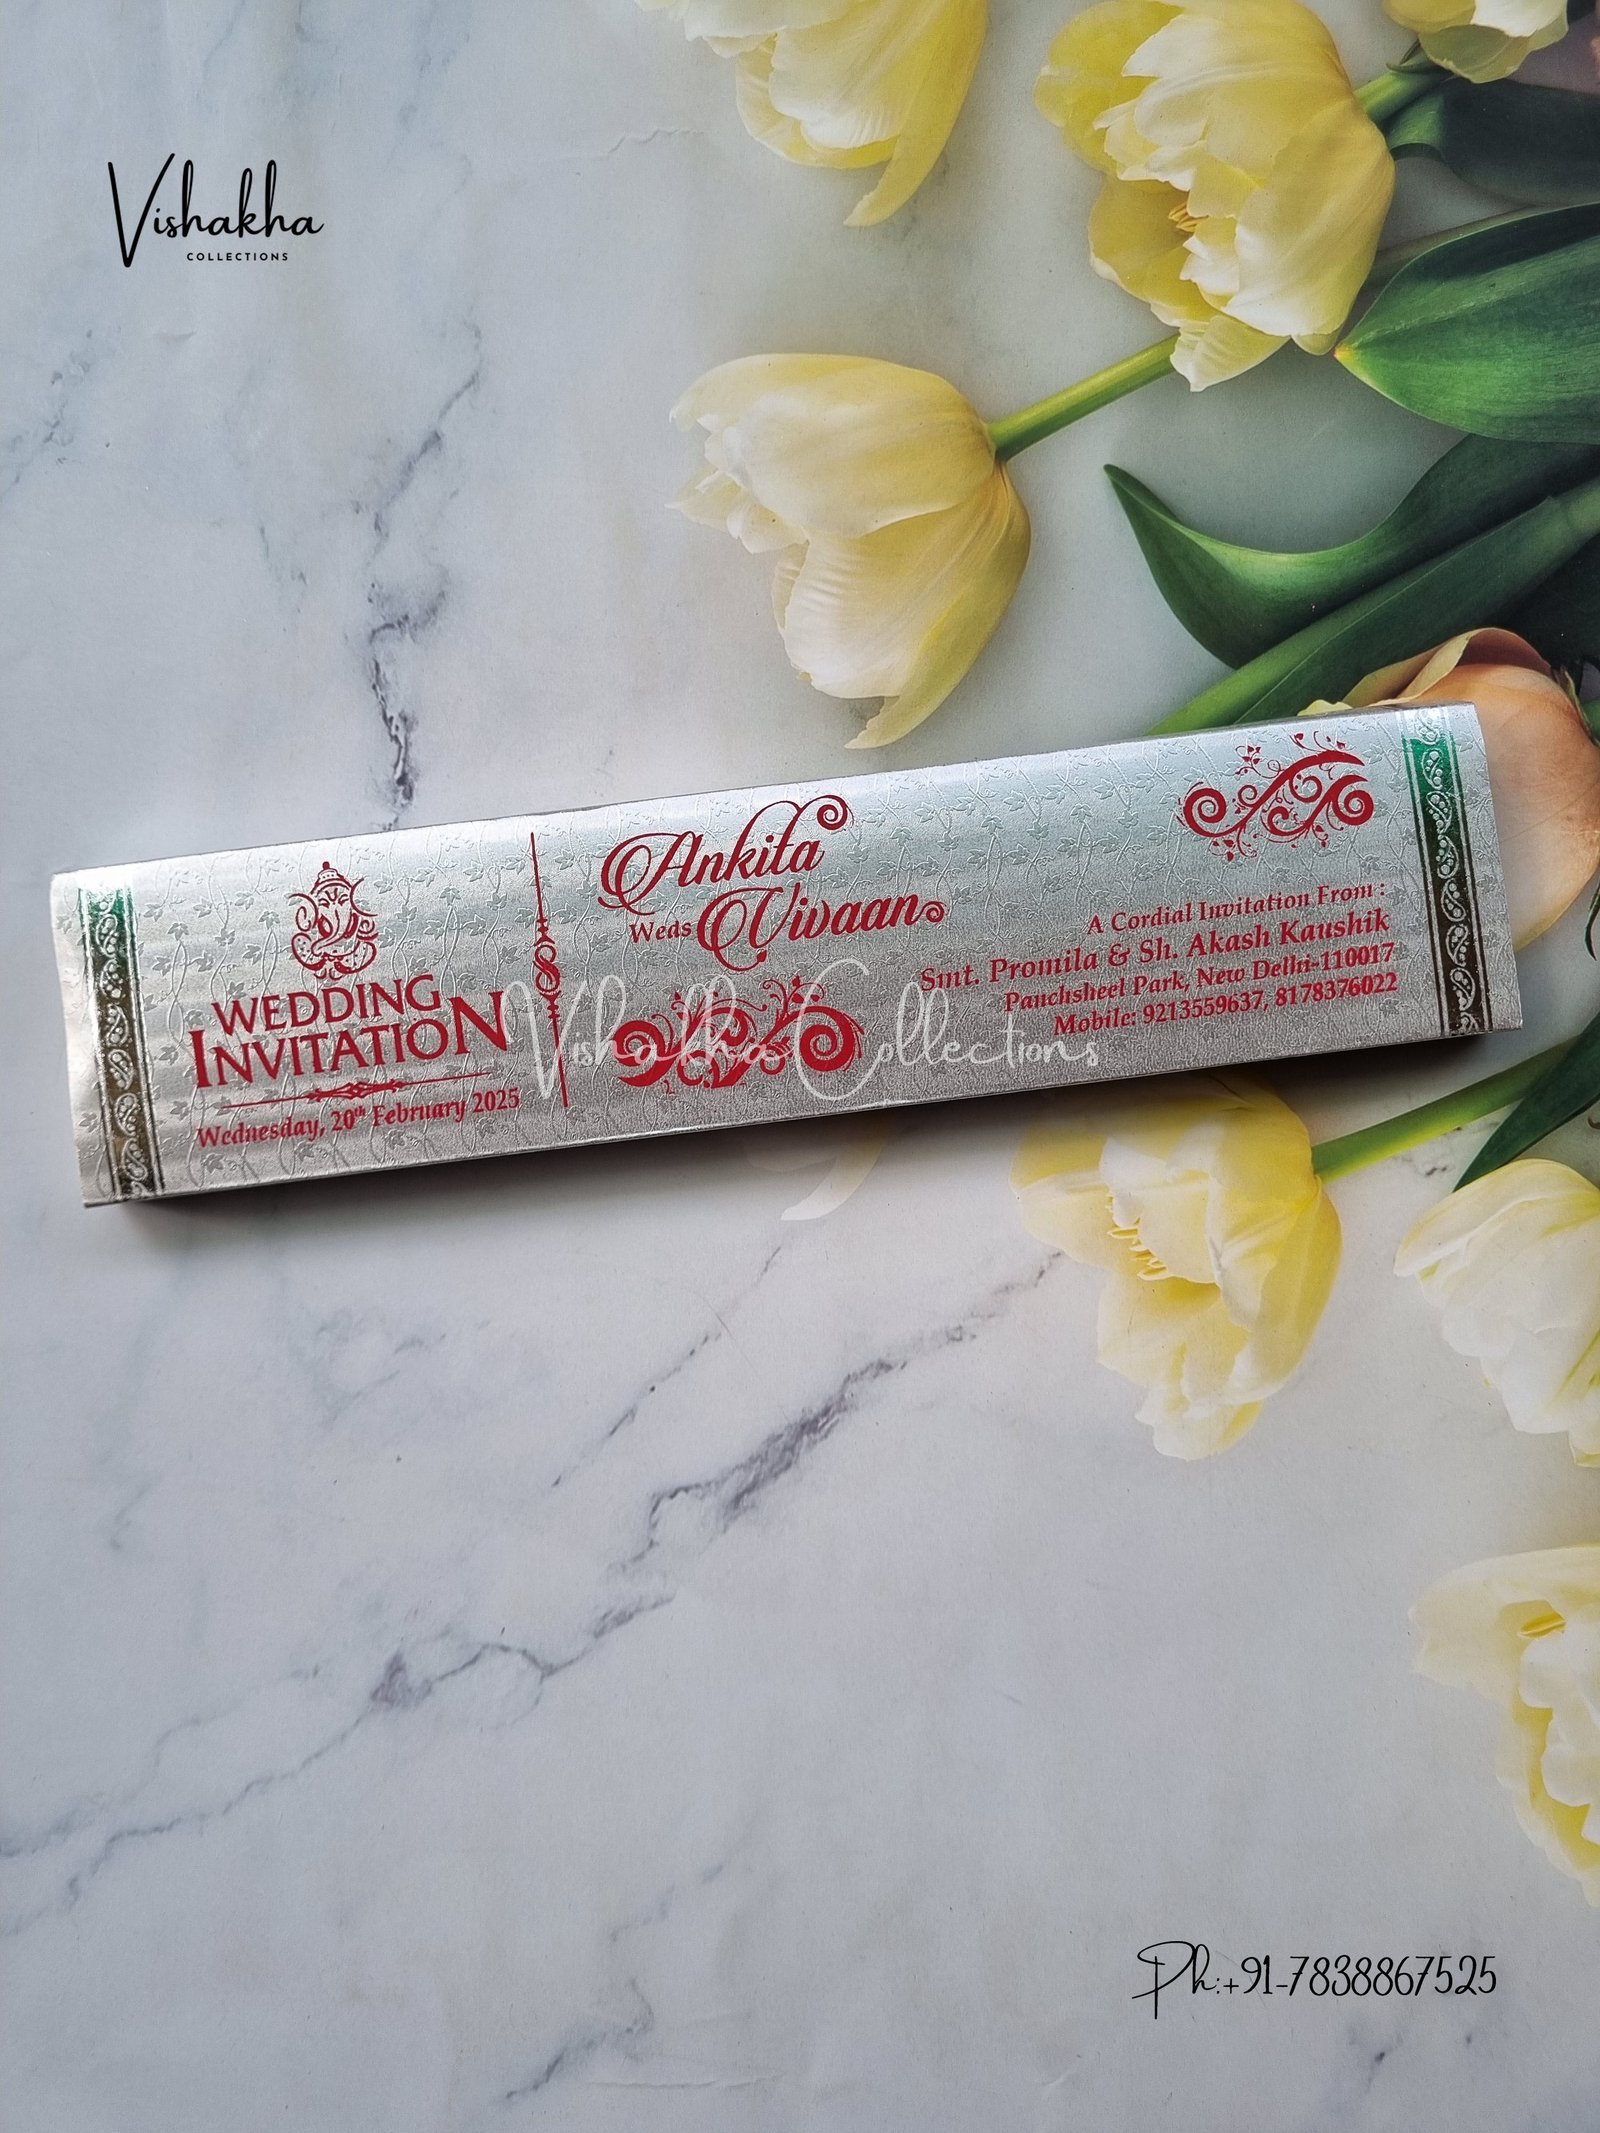 Vishakha
COLLECTIONS
WEDDING
INVITATION
Wednesday, 20th February 2025
Ankita
Weds Vivaan
A Cordial Invitation From :
Smt. Promila & Sh. Akash Kaushik
Panchsheel Park, New Delhi-110017
Mobile: 9213559637, 8178376022
Vishakha Collections
Ph:+91-7838867525